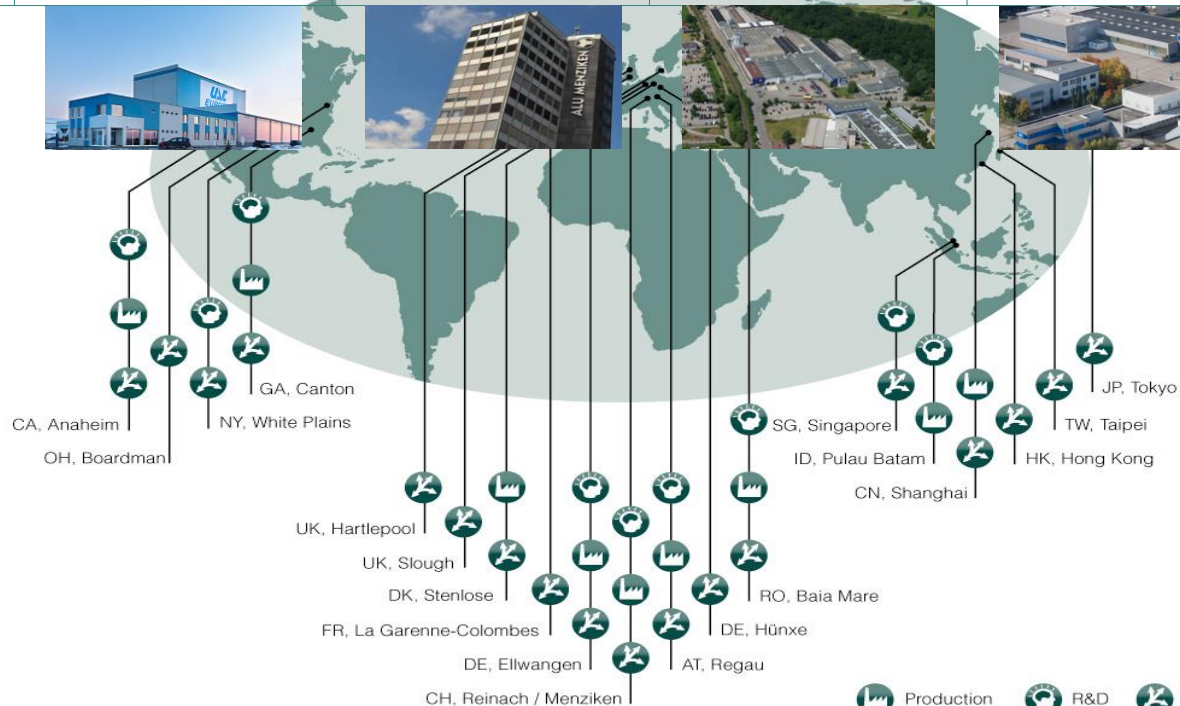 UAC
EUROPE
ALU MENZIKEN
GA, Canton
CA, Anaheim
NY, White Plains
OH, Boardman
JP, Tokyo
SG, Singapore
TW, Taipei
ID, Pulau Batam
HK, Hong Kong
CN, Shanghai
UK, Hartlepool
UK, Slough
DK, Stenlose
RO, Baia Mare
FR, La Garenne-Colombes
DE, Hünxe
DE, Ellwangen
AT, Regau
CH, Reinach / Menziken
Production
R&D